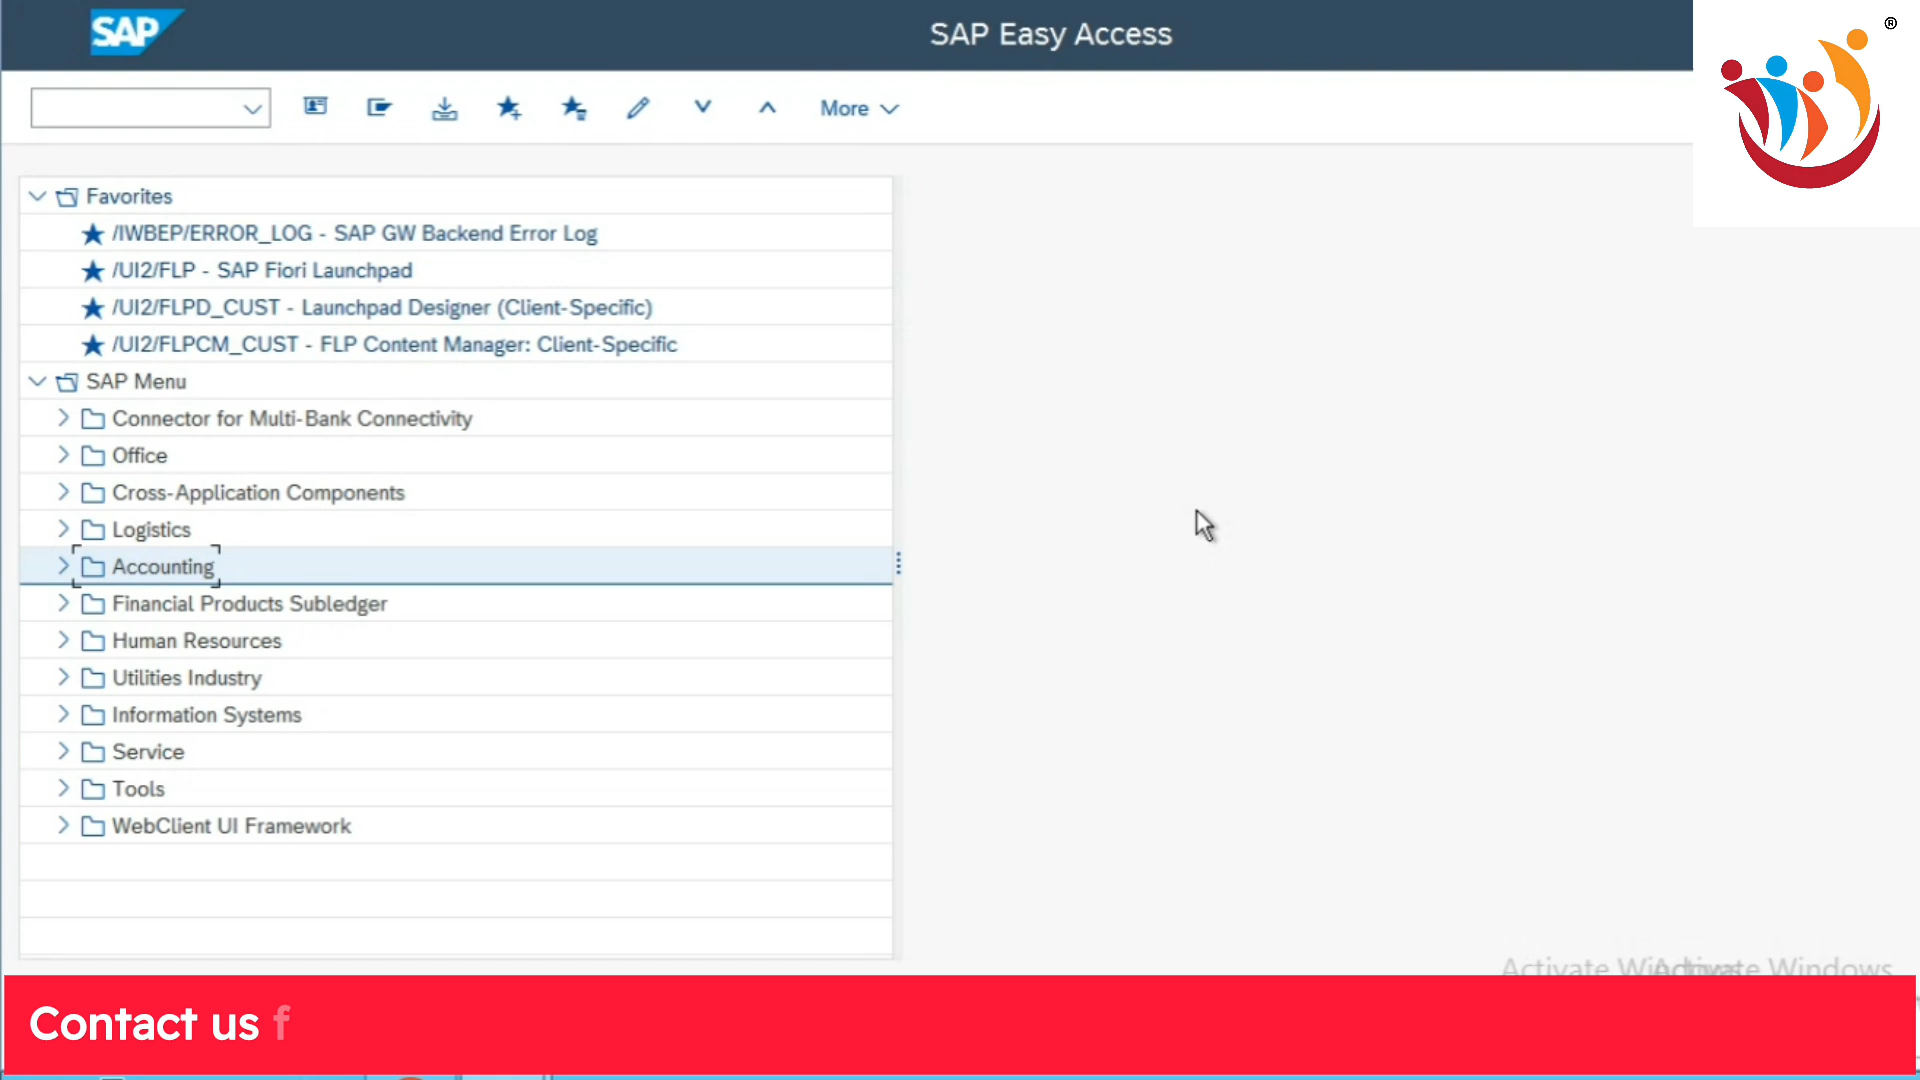 SAP
SAP Easy Access
®
More
Favorites
/IWBEP/ERROR_LOG - SAP GW Backend Error Log
/UI2/FLP - SAP Fiori Launchpad
/UI2/FLPD_CUST - Launchpad Designer (Client-Specific)
/UI2/FLPCM_CUST - FLP Content Manager: Client-Specific
SAP Menu
Connector for Multi-Bank Connectivity
Office
Cross-Application Components
Logistics
Accounting
Financial Products Subledger
Human Resources
Utilities Industry
Information Systems
Service
Tools
WebClient UI Framework
Activate Windows
Contact us f